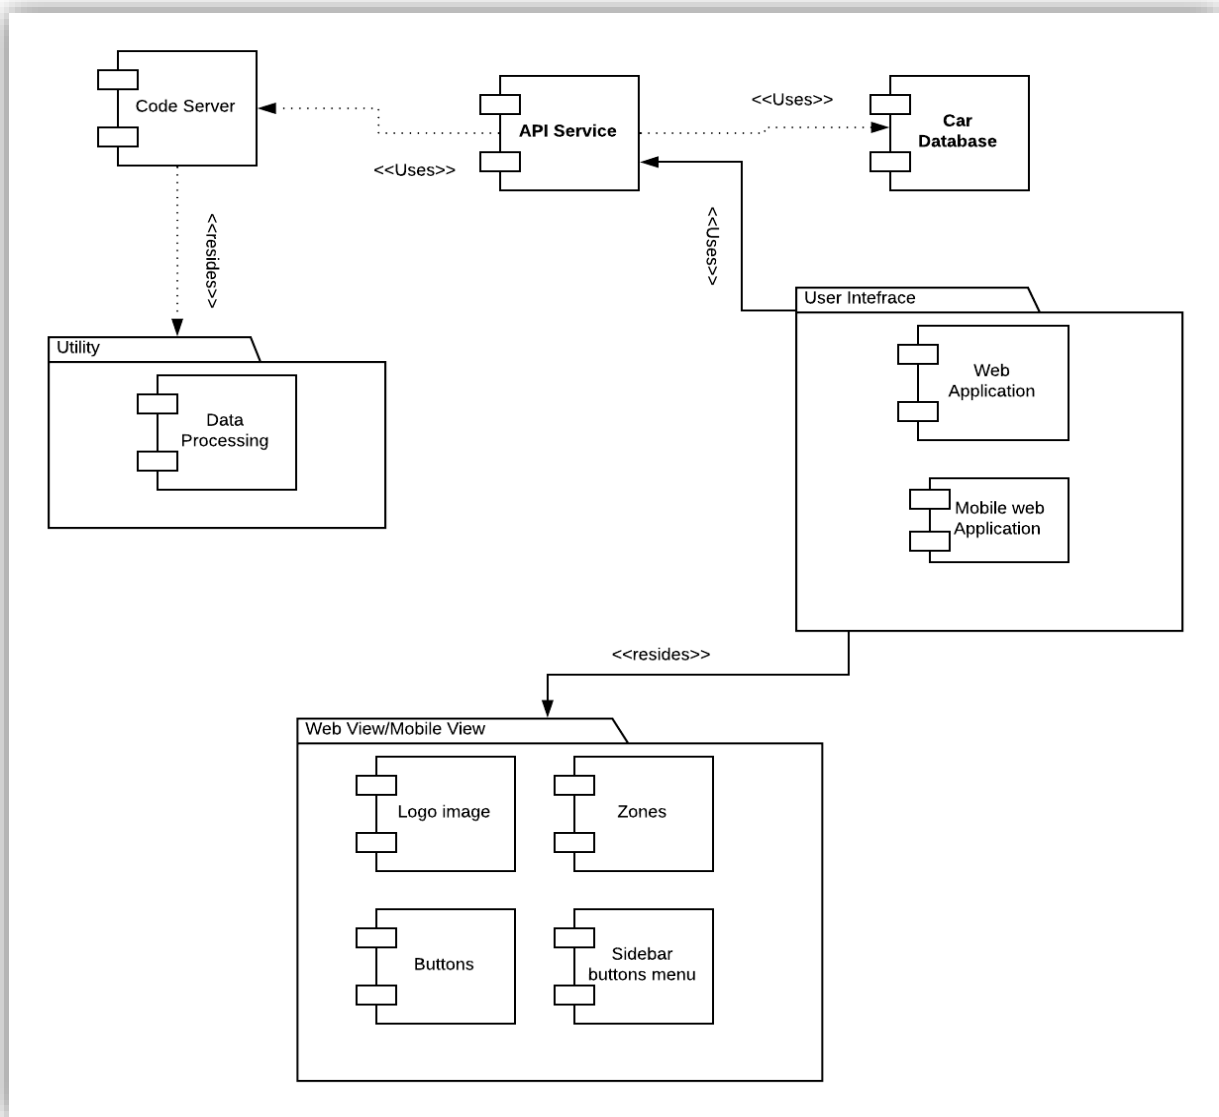 Code Server
<<Uses>>
API Service
<<Uses>>
Car
Database
<<resides>>
<<Uses>>
User Intefrace
Web
Application
Mobile web
Application
Utility
Data
Processing
<<resides>>
Web View/Mobile View
Logo image
Zones
Buttons
Sidebar
buttons menu